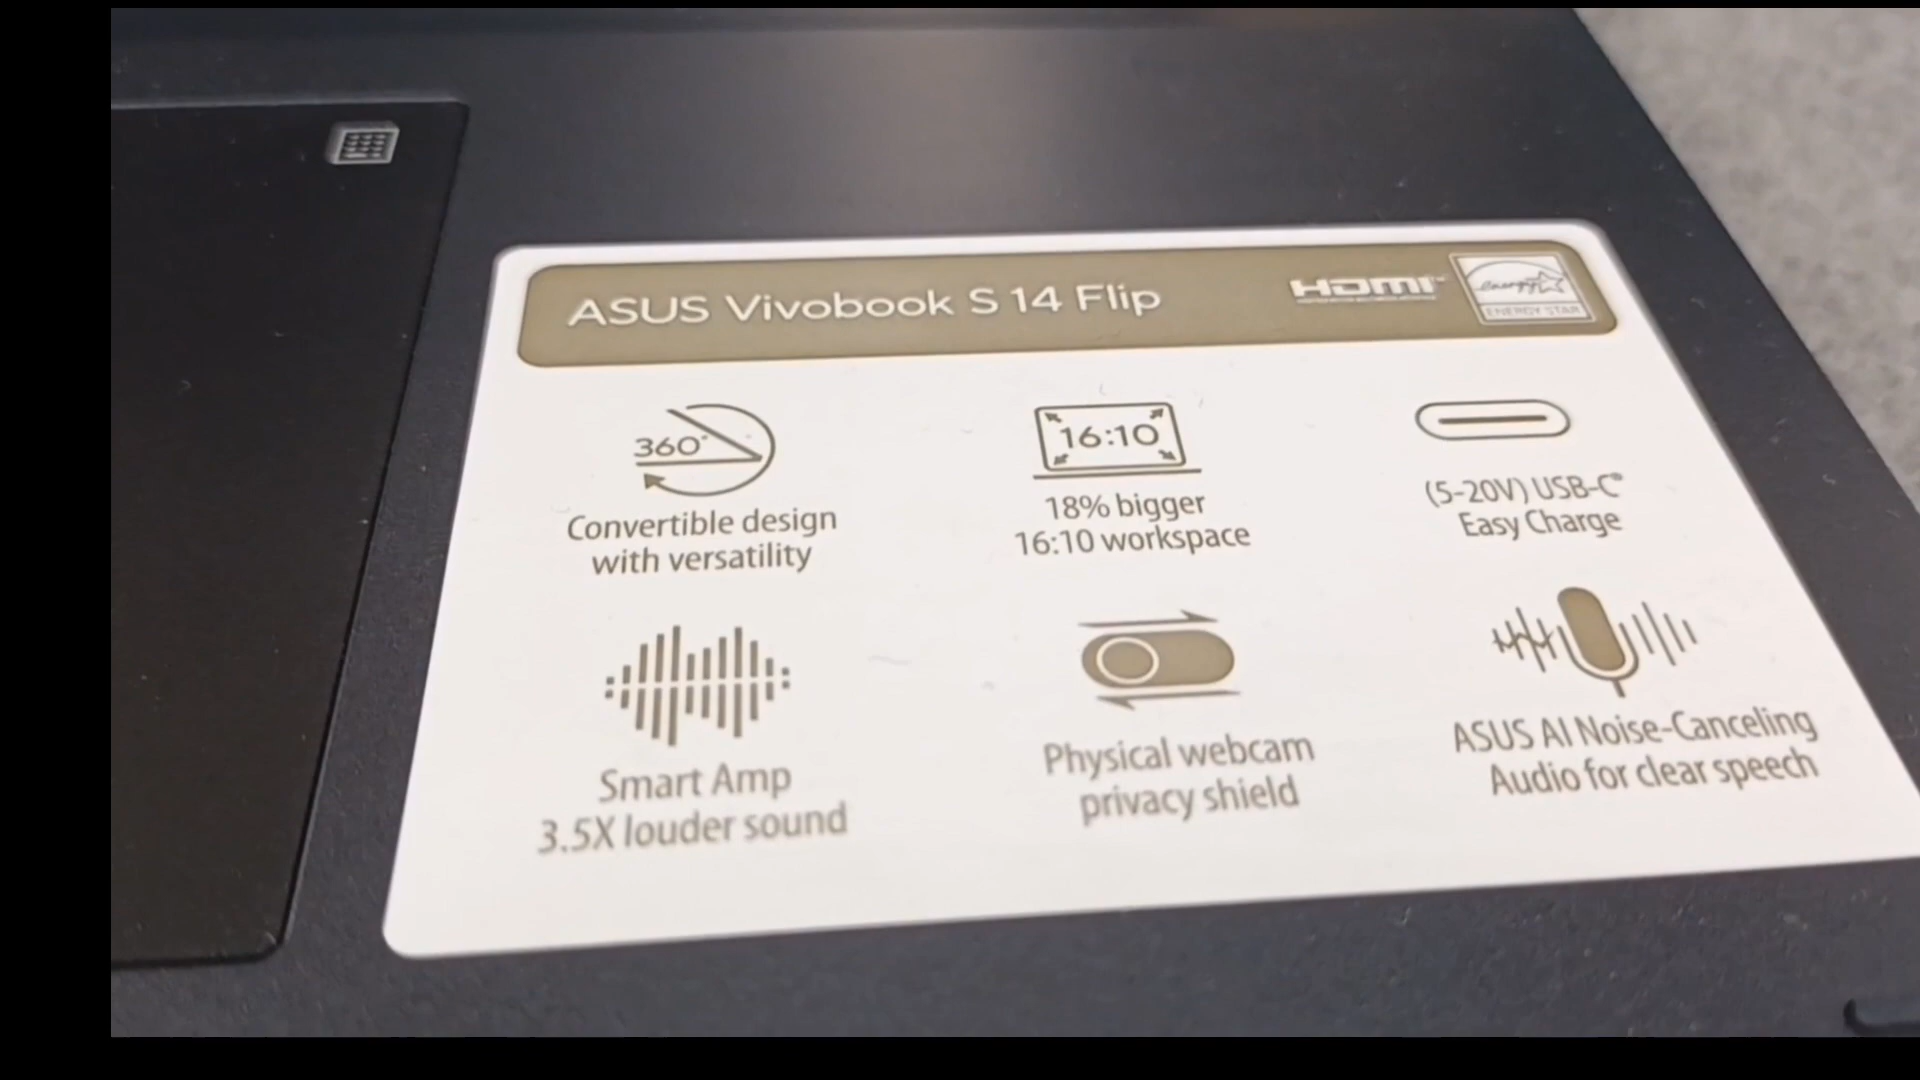 ASUS Vivobook S 14 Flip
HDMI™
energy
ENERGY STAR
360°
Convertible design
with versatility
16:10
18% bigger
16:10 workspace
(5-20V) USB-C®
Easy Charge
Smart Amp
3.5X louder sound
Physical webcam
privacy shield
ASUS AI Noise-Canceling
Audio for clear speech